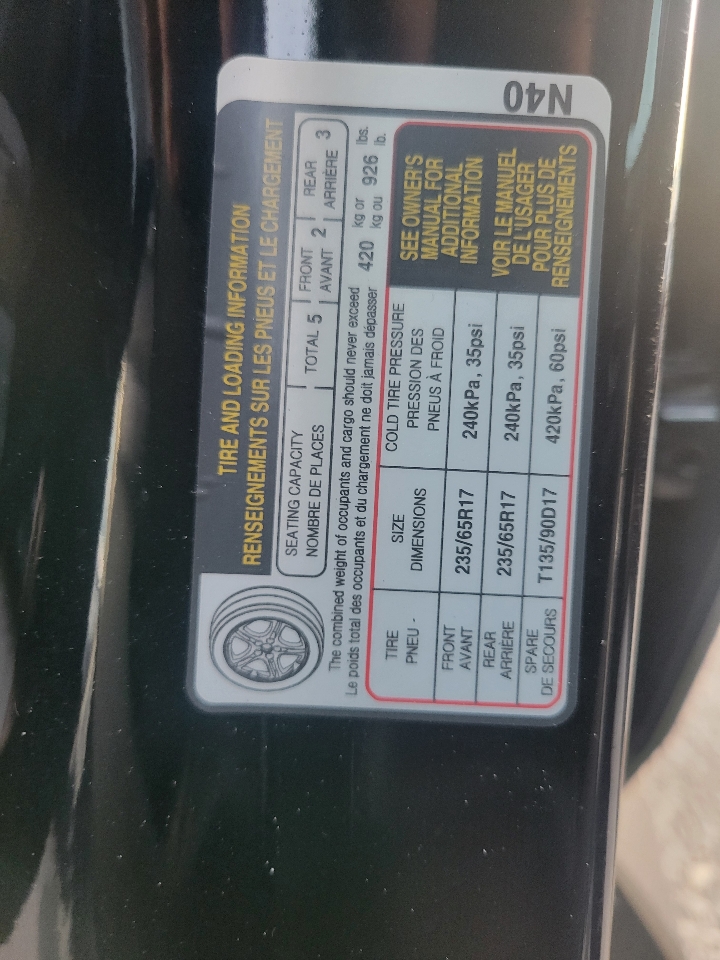 N40
TIRE AND LOADING INFORMATION
RENSEIGNEMENTS SUR LES PNEUS ET LE CHARGEMENT
SEATING CAPACITY
NOMBRE DE PLACES
TOTAL 5
FRONT
AVANT
2
REAR
ARRIÈRE
3
The combined weight of occupants and cargo should never exceed
Le poids total des occupants et du chargement ne doit jamais dépasser
420 kg or
kg ou
926 lbs.
lb.
TIRE
PNEU -
SIZE
DIMENSIONS
COLD TIRE PRESSURE
PRESSION DES
PNEUS À FROID
FRONT
AVANT
235/65R17
240kPa, 35psi
REAR
ARRIÈRE
235/65R17
240kPa, 35psi
SPARE
DE SECOURS
T135/90D17
420kPa, 60psi
SEE OWNER'S
MANUAL FOR
ADDITIONAL
INFORMATION
VOIR LE MANUEL
DE L'USAGER
POUR PLUS DE
RENSEIGNEMENTS